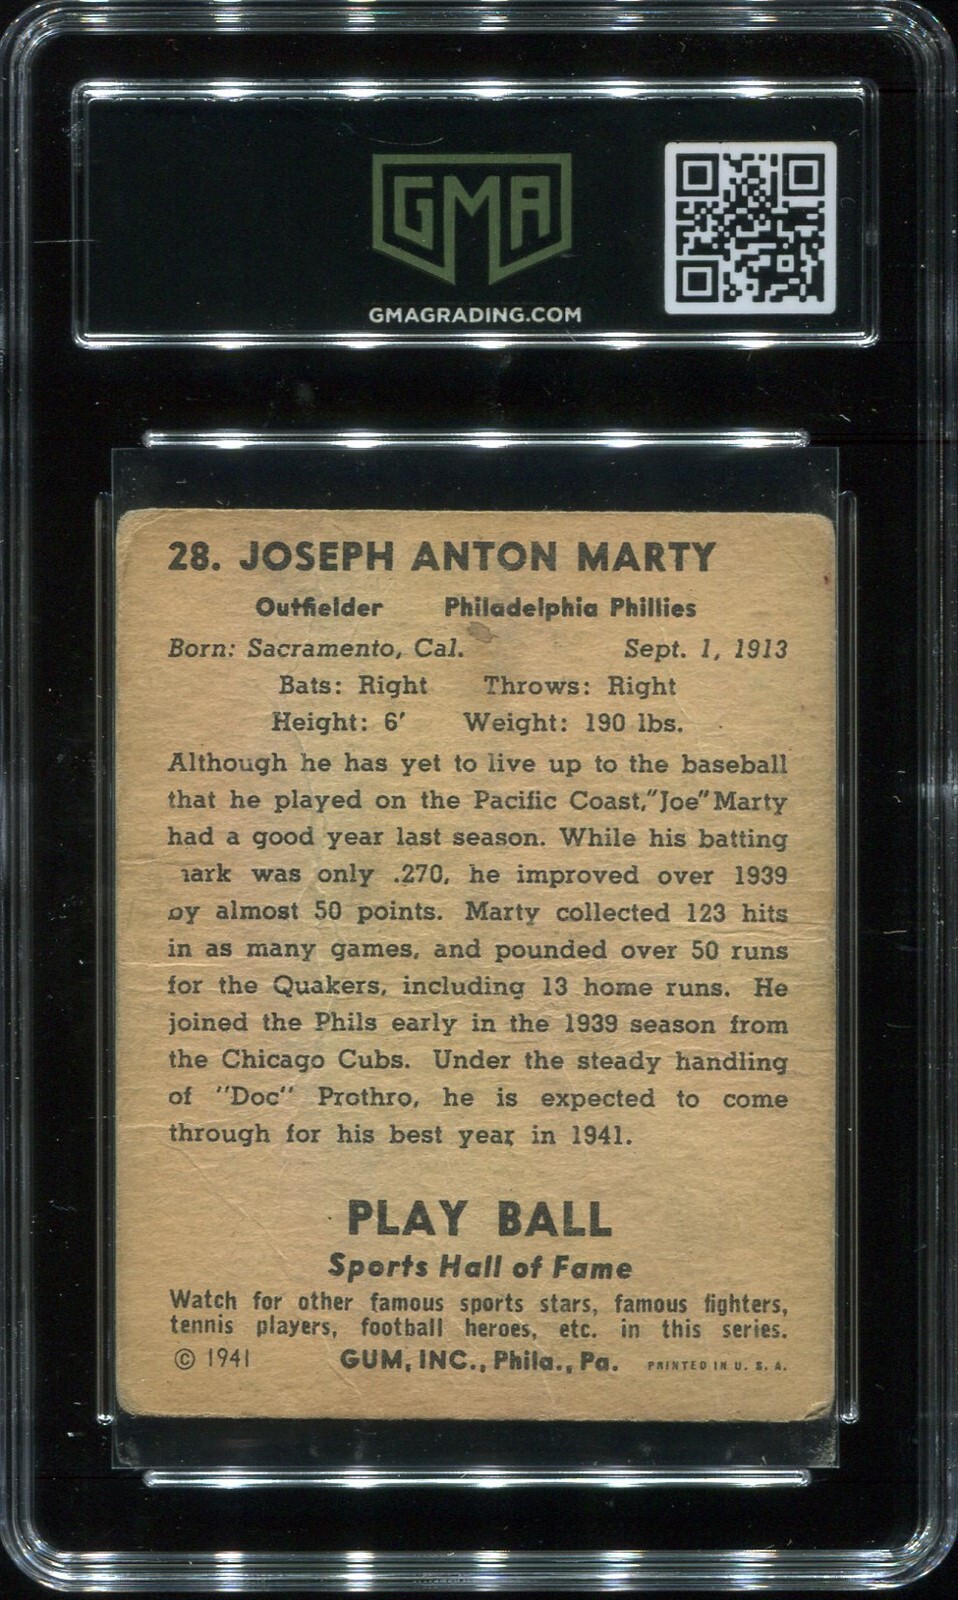 GMA
GMAGRADING.COM
28. JOSEPH ANTON MARTY
Outfielder Philadelphia Phillies
Born: Sacramento, Cal. Sept. 1, 1913
Bats: Right Throws: Right
Height: 6' Weight: 190 lbs.
Although he has yet to live up to the baseball
that he played on the Pacific Coast, "Joe" Marty
had a good year last season. While his batting
mark was only .270, he improved over 1939
by almost 50 points. Marty collected 123 hits
in as many games, and pounded over 50 runs
for the Quakers, including 13 home runs. He
joined the Phils early in the 1939 season from
the Chicago Cubs. Under the steady handling
of "Doc" Prothro, he is expected to come
through for his best year in 1941.
PLAY BALL
Sports Hall of Fame
Watch for other famous sports stars, famous fighters,
tennis players, football heroes, etc. in this series.
© 1941 GUM, INC., Phila., Pa. PRINTED IN U. S. A.